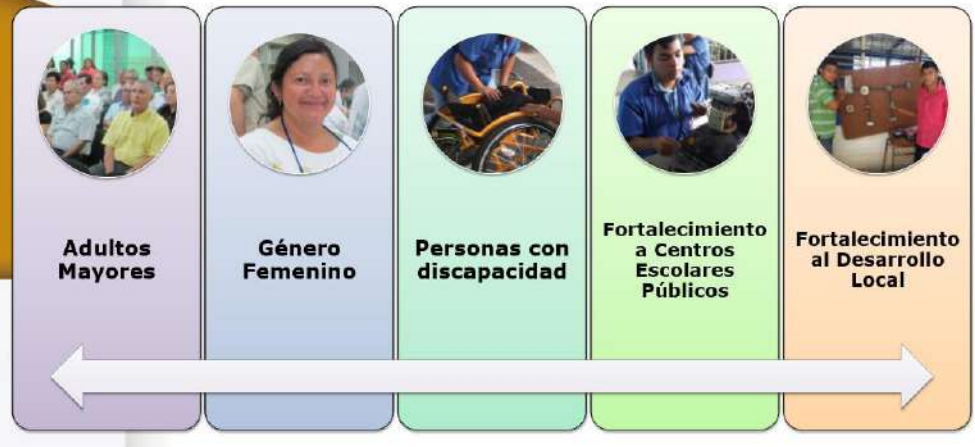 Adultos
Mayores
Género
Femenino
Personas con
discapacidad
Fortalecimiento
a Centros
Escolares
Públicos
Fortalecimiento
al Desarrollo
Local